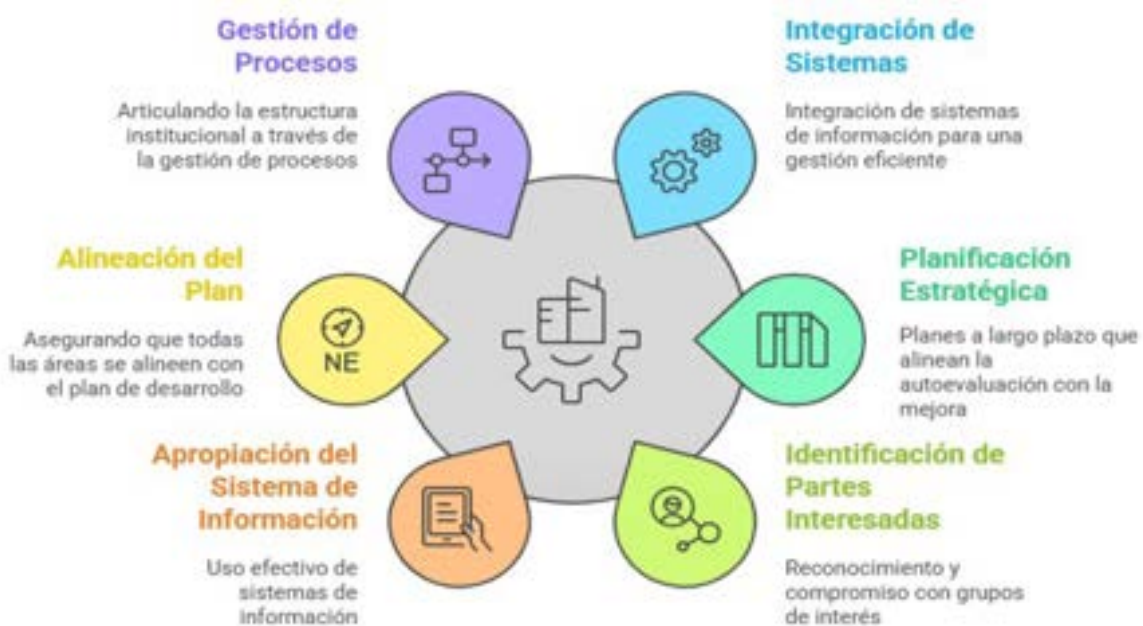 Gestión de
Procesos
Articulando la estructura
institucional a través de
la gestión de procesos
Integración de
Sistemas
Integración de sistemas
de información para una
gestión eficiente
Alineación del
Plan
Asegurando que todas
las áreas se alineen con
el plan de desarrollo
NE
Planificación
Estratégica
Planes a largo plazo que
alinean la
autoevaluación con la
mejora
Apropiación del
Sistema de
Información
Uso efectivo de
sistemas de
información
Identificación de
Partes
Interesadas
Reconocimiento y
compromiso con grupos
de interés